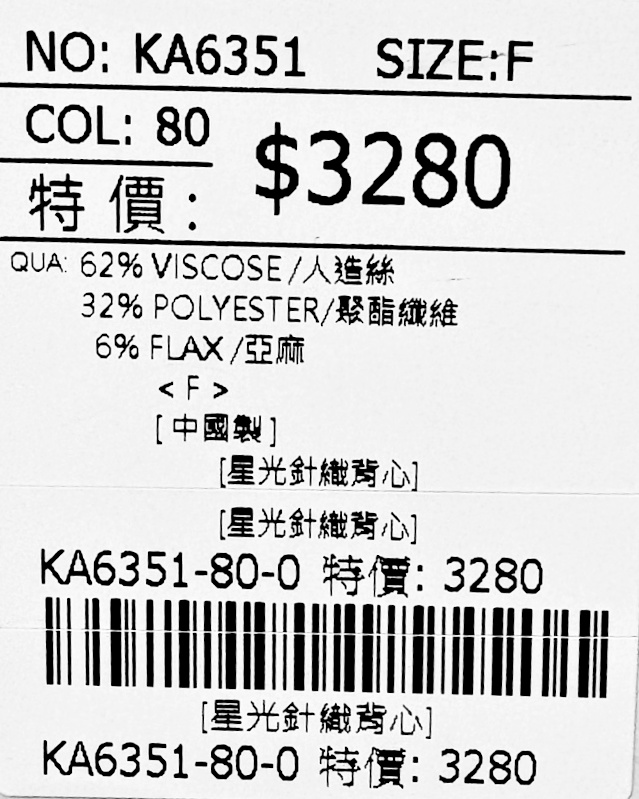 NO: KA6351 SIZE:F
COL: 80
$3280
特價:
QUA: 62% VISCOSE/人造絲
32% POLYESTER/聚酯纖維
6% FLAX/亞麻
< F >
[中國製]
[星光針織背心]
[星光針織背心]
KA6351-80-0 特價: 3280
[星光針織背心]
KA6351-80-0 特價: 3280